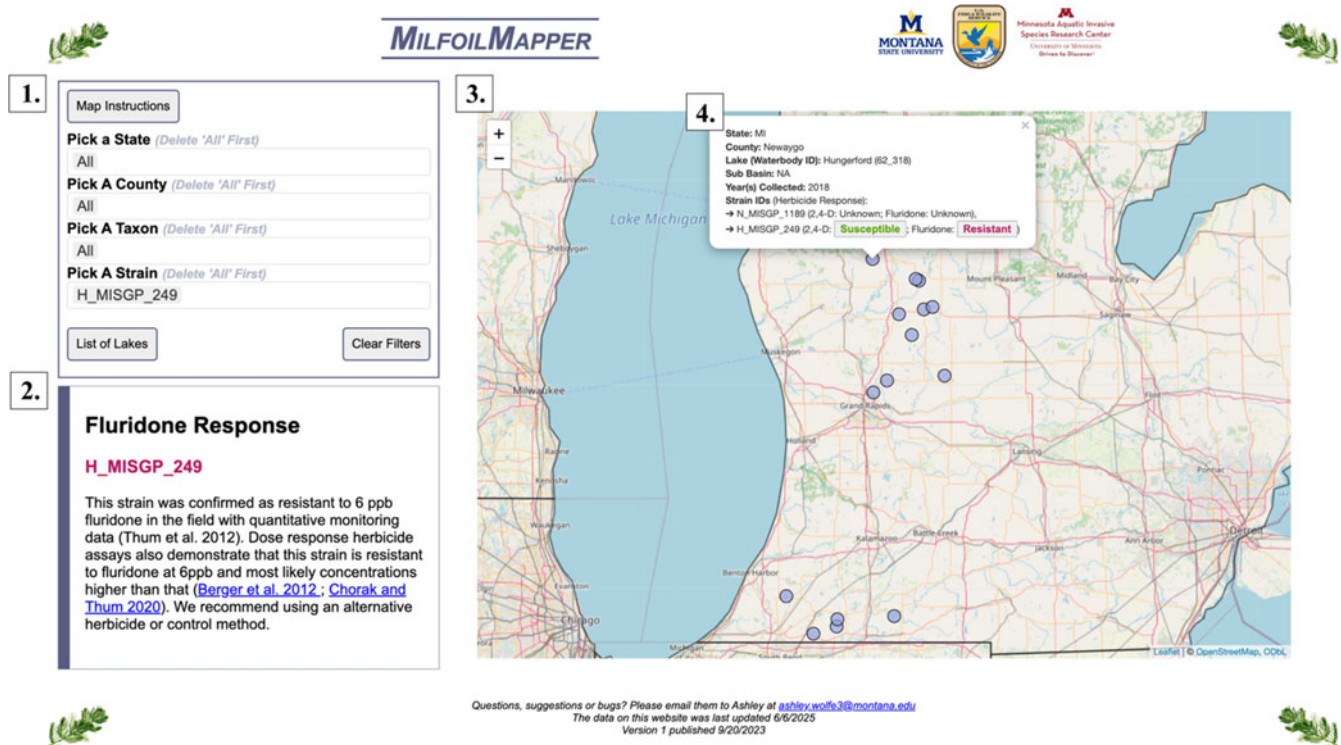 MILFOILMAPPER
MONTANA
STATE UNIVERSITY
U.S.
FISH & WILDLIFE
SERVICE
Minnesota Aquatic Invasive
Species Research Center
UNIVERSITY OF MINNESOTA
Driven to Discover
1.
Map Instructions
Pick a State (Delete 'All' First)
All
Pick A County (Delete 'All' First)
All
Pick A Taxon (Delete 'All' First)
All
Pick A Strain (Delete 'All' First)
H_MISGP_249
List of Lakes
Clear Filters
2.
Fluridone Response
H_MISGP_249
This strain was confirmed as resistant to 6 ppb
fluridone in the field with quantitative monitoring
data (Thum et al. 2012). Dose response herbicide
assays also demonstrate that this strain is resistant
to fluridone at 6ppb and most likely concentrations
higher than that (Berger et al. 2012 ; Chorak and
Thum 2020). We recommend using an alternative
herbicide or control method.
3.
+
−
4.
×
State: MI
County: Newaygo
Lake (Waterbody ID): Hungerford (62_318)
Sub Basin: NA
Year(s) Collected: 2018
Strain IDs (Herbicide Response):
→ N_MISGP_1189 (2,4-D: Unknown; Fluridone: Unknown),
→ H_MISGP_249 (2,4-D: Susceptible ; Fluridone: Resistant )
Manitowoc
Lake Michigan
Sheboygan
Mount Pleasant
Midland
Bay City
Saginaw
Muskegon
Milwaukee
Grand Rapids
Flint
Holland
Lansing
Racine
Pontiac
Kenosha
Waukegan
Detroit
Kalamazoo
Battle Creek
Jackson
Ann Arbor
Evanston
Benton Harbor
Chicago
Aurora
Michigan
South Bend
Leaflet | © OpenStreetMap, ODbL
Questions, suggestions or bugs? Please email them to Ashley at ashley.wolfe3@montana.edu
The data on this website was last updated 6/6/2025
Version 1 published 9/20/2023